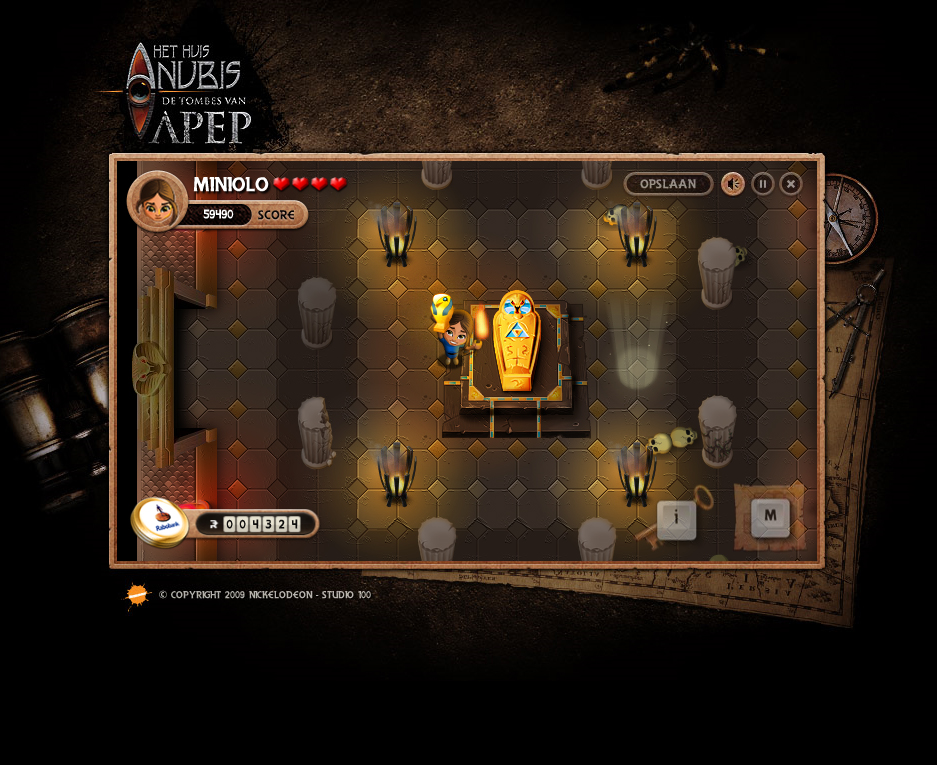 HET HUIS
ANUBIS
DE TOMBES VAN
APEP
MINIOLO
59490 SCORE
OPSLAAN
Rabobank
004324
i
M
© COPYRIGHT 2009 NICKELODEON - STUDIO 100